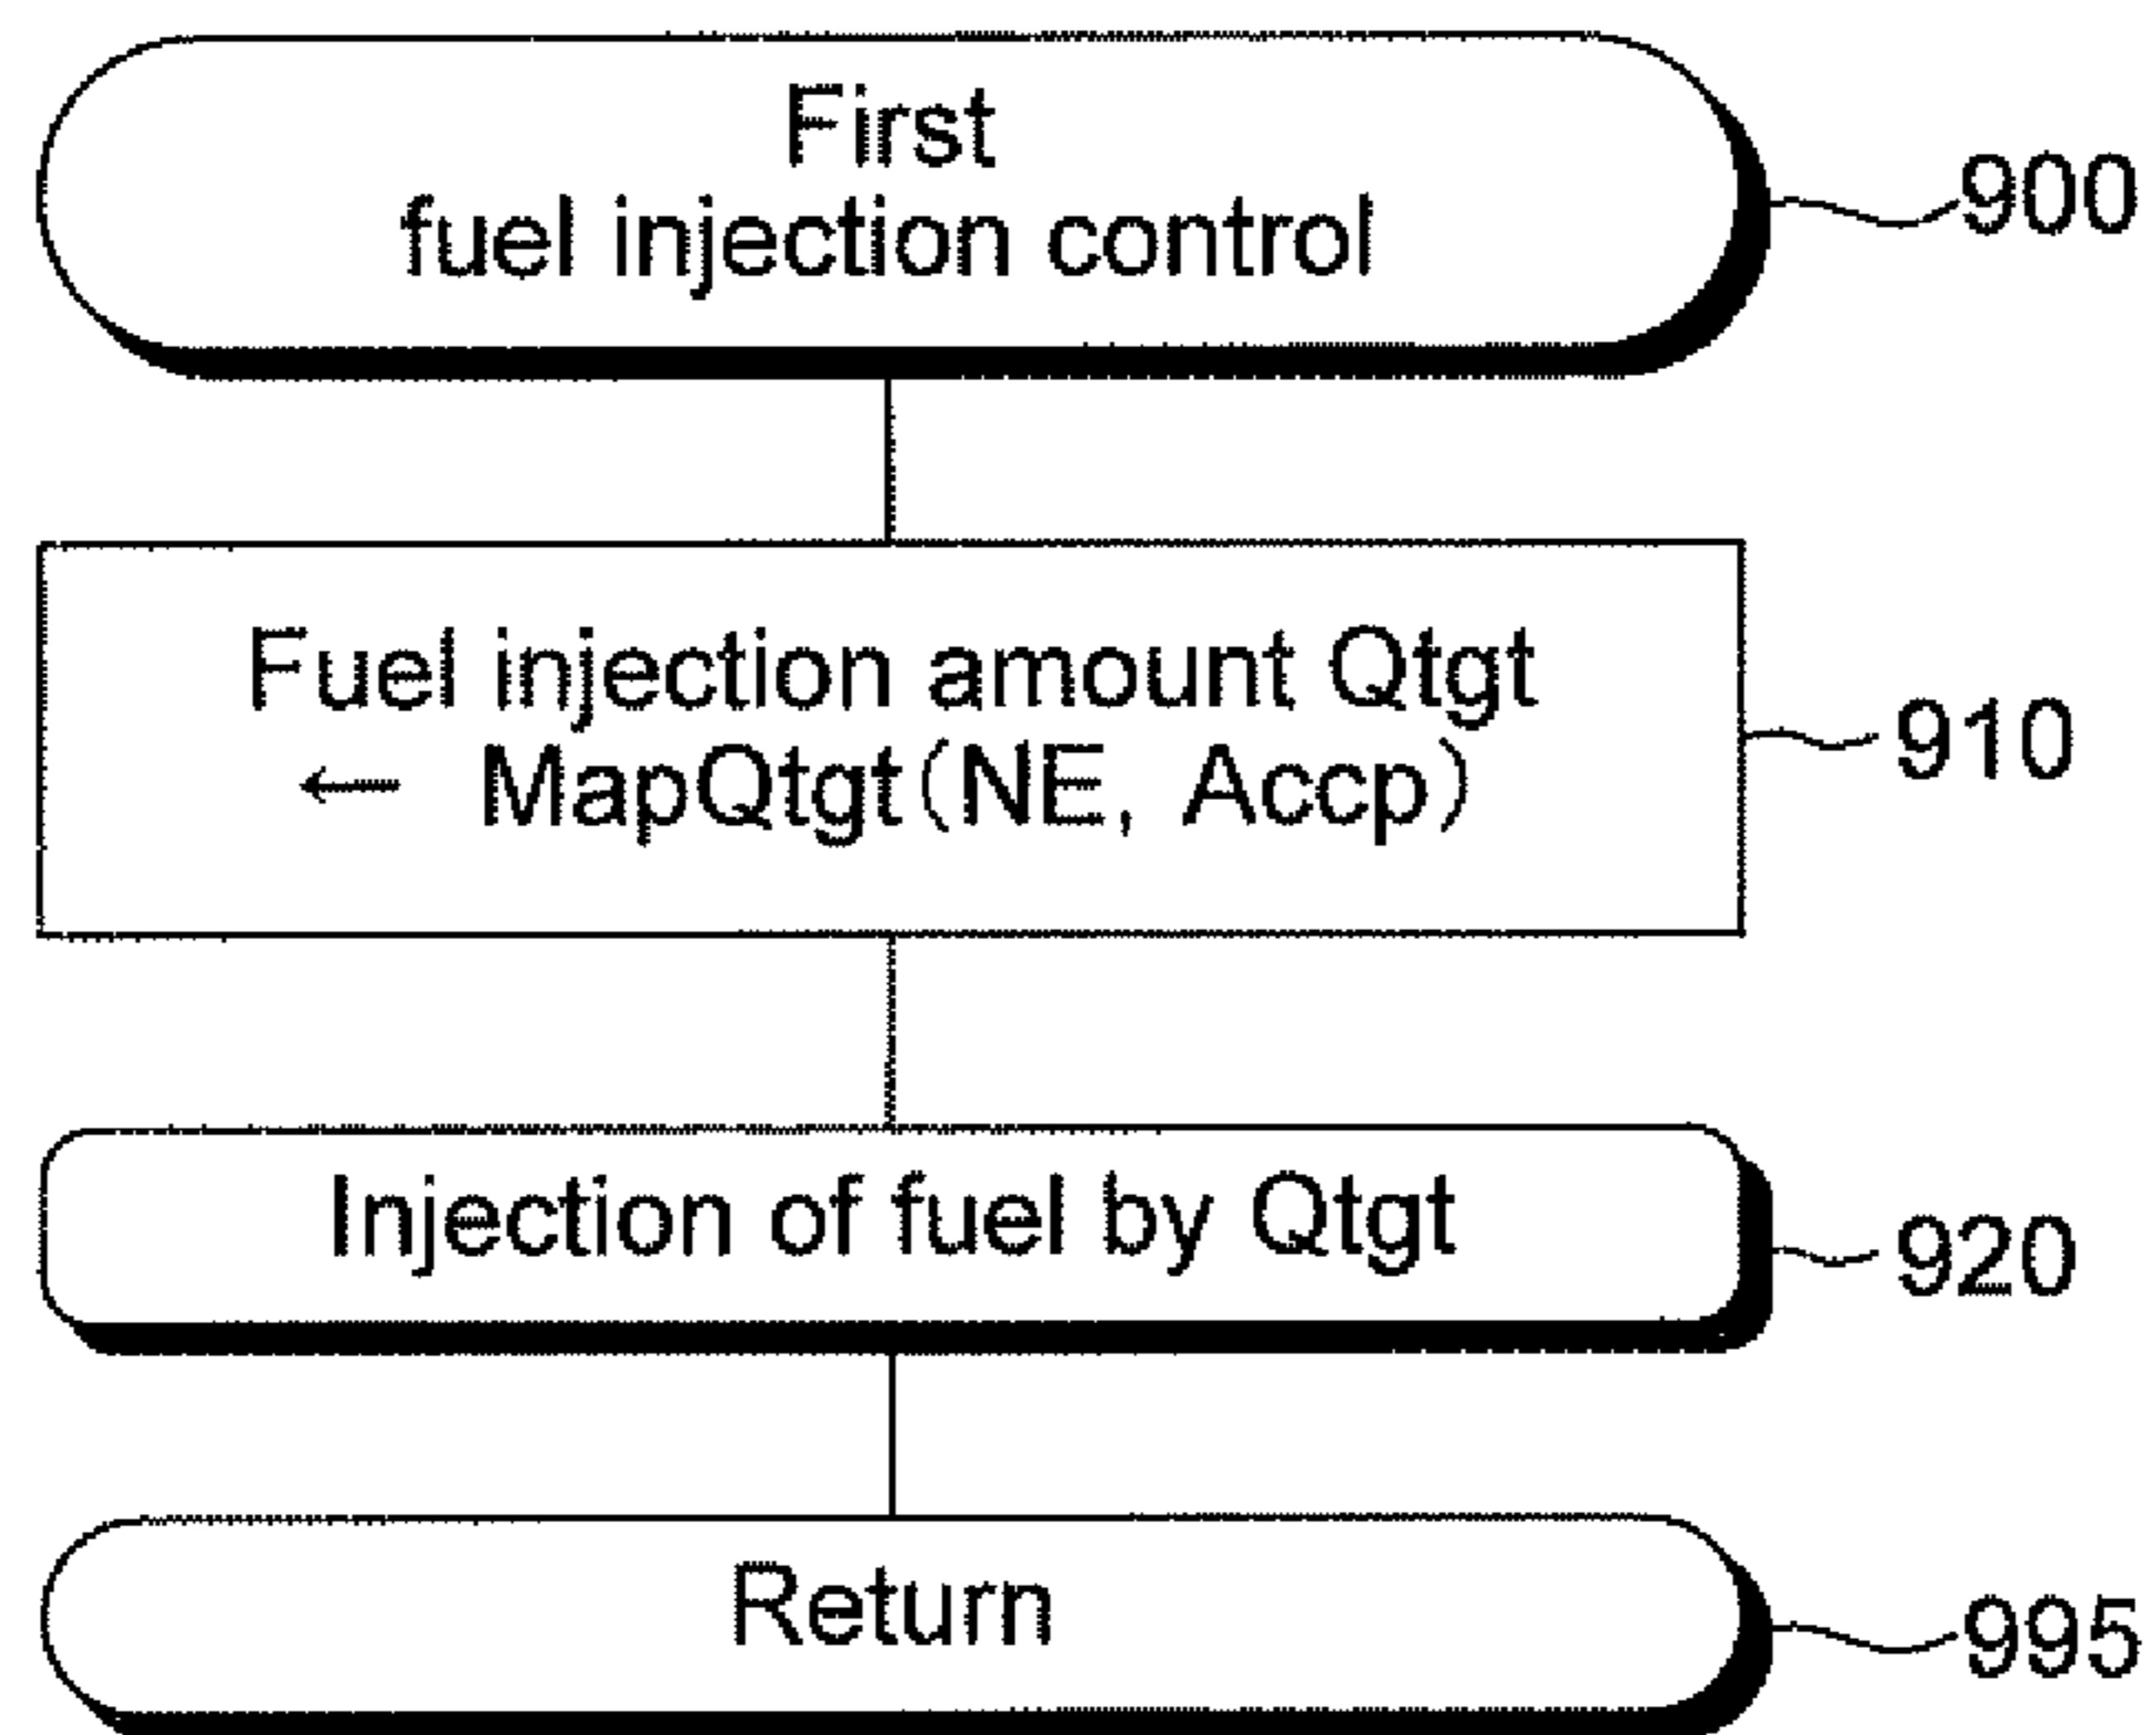 First
fuel injection control
900
Fuel injection amount Qtgt
← MapQtgt(NE, Accp)
910
Injection of fuel by Qtgt
920
Return
995